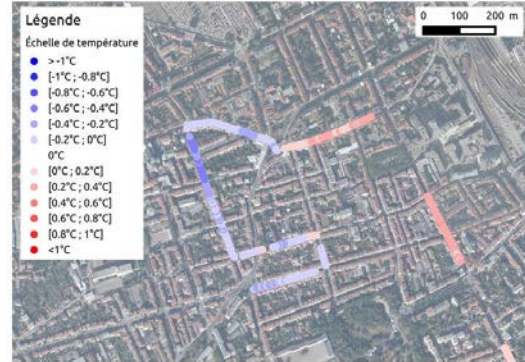 Légende
Échelle de température
> -1°C
[-1°C ; -0.8°C]
[-0.8°C ; -0.6°C]
[-0.6°C ; -0.4°C]
[-0.4°C ; -0.2°C]
[-0.2°C ; 0°C]
0°C
[0°C ; 0.2°C]
[0.2°C ; 0.4°C]
[0.4°C ; 0.6°C]
[0.6°C ; 0.8°C]
[0.8°C ; 1°C]
<1°C
0 100 200 m